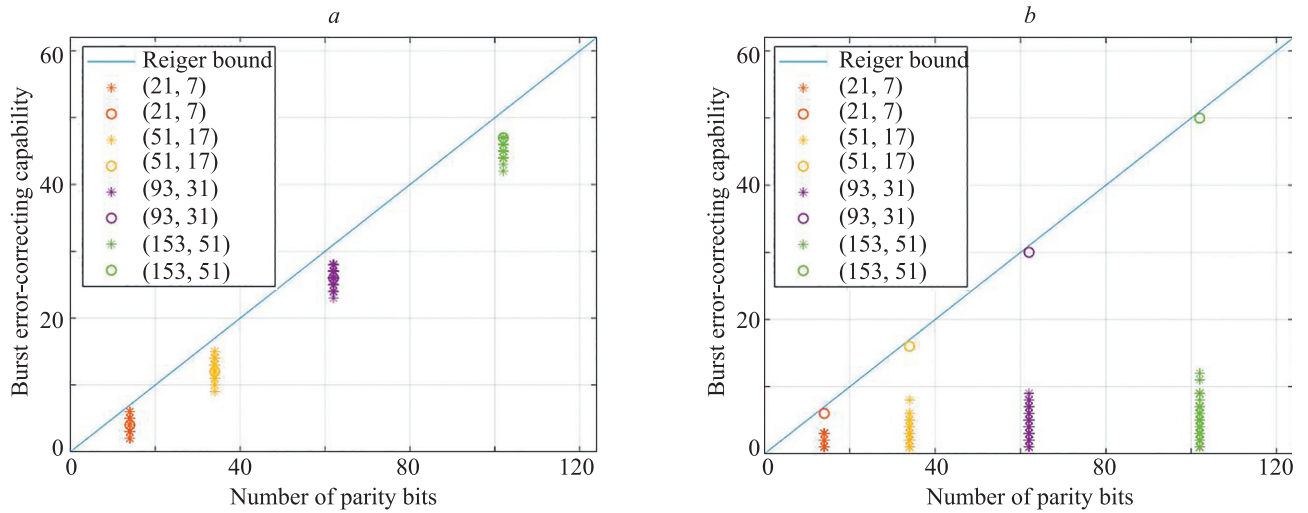 a
60
40
20
0
Burst error-correcting capability
Reiger bound
(21, 7)
(21, 7)
(51, 17)
(51, 17)
(93, 31)
(93, 31)
(153, 51)
(153, 51)
0 40 80 120
Number of parity bits
b
60
40
20
0
Burst error-correcting capability
Reiger bound
(21, 7)
(21, 7)
(51, 17)
(51, 17)
(93, 31)
(93, 31)
(153, 51)
(153, 51)
0 40 80 120
Number of parity bits